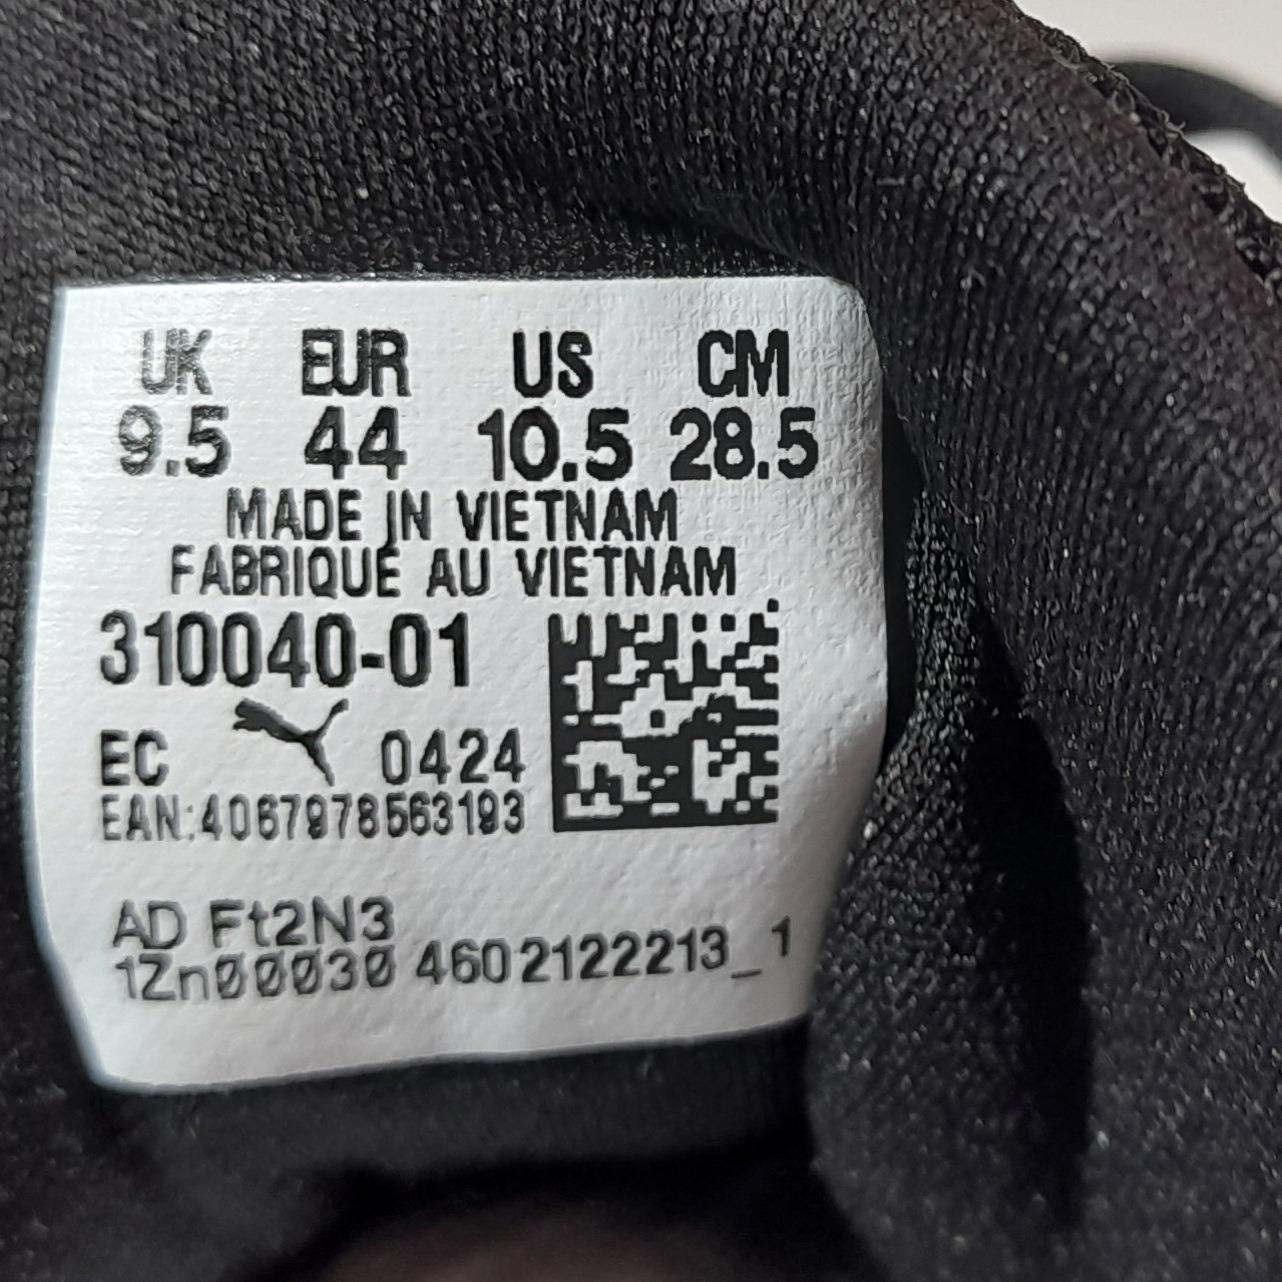 UK EUR US CM
9.5 44 10.5 28.5
MADE IN VIETNAM
FABRIQUÉ AU VIETNAM
310040-01
EC 0424
EAN:4067978563193
AD Ft2N3
1Zn00030 4602122213_1